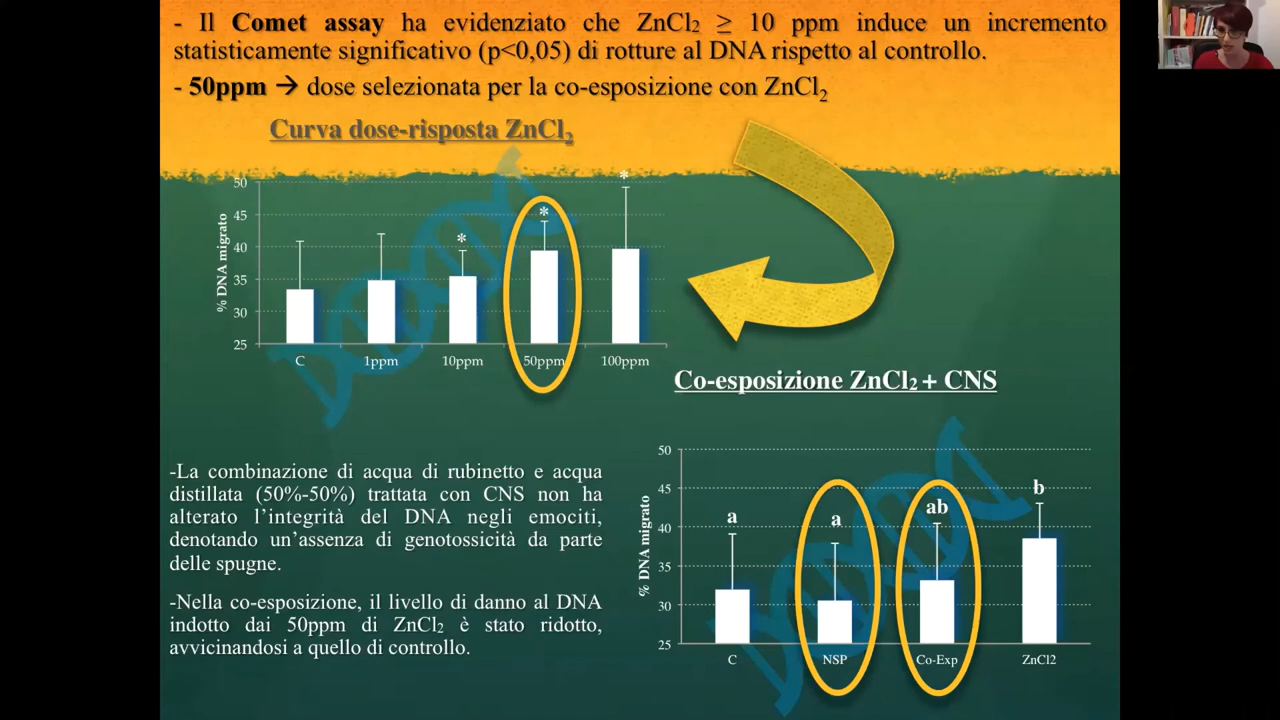 - Il Comet assay ha evidenziato che ZnCl2 ≥ 10 ppm induce un incremento
statisticamente significativo (p<0,05) di rotture al DNA rispetto al controllo.
- 50ppm → dose selezionata per la co-esposizione con ZnCl2
Curva dose-risposta ZnCl2
50
45
40
35
30
25
% DNA migrato
*
*
*
C 1ppm 10ppm 50ppm 100ppm
Co-esposizione ZnCl2 + CNS
-La combinazione di acqua di rubinetto e acqua
distillata (50%-50%) trattata con CNS non ha
alterato l'integrità del DNA negli emociti,
denotando un'assenza di genotossicità da parte
delle spugne.
-Nella co-esposizione, il livello di danno al DNA
indotto dai 50ppm di ZnCl2 è stato ridotto,
avvicinandosi a quello di controllo.
50
45
40
35
30
25
% DNA migrato
a a ab b
C NSP Co-Exp ZnCl2